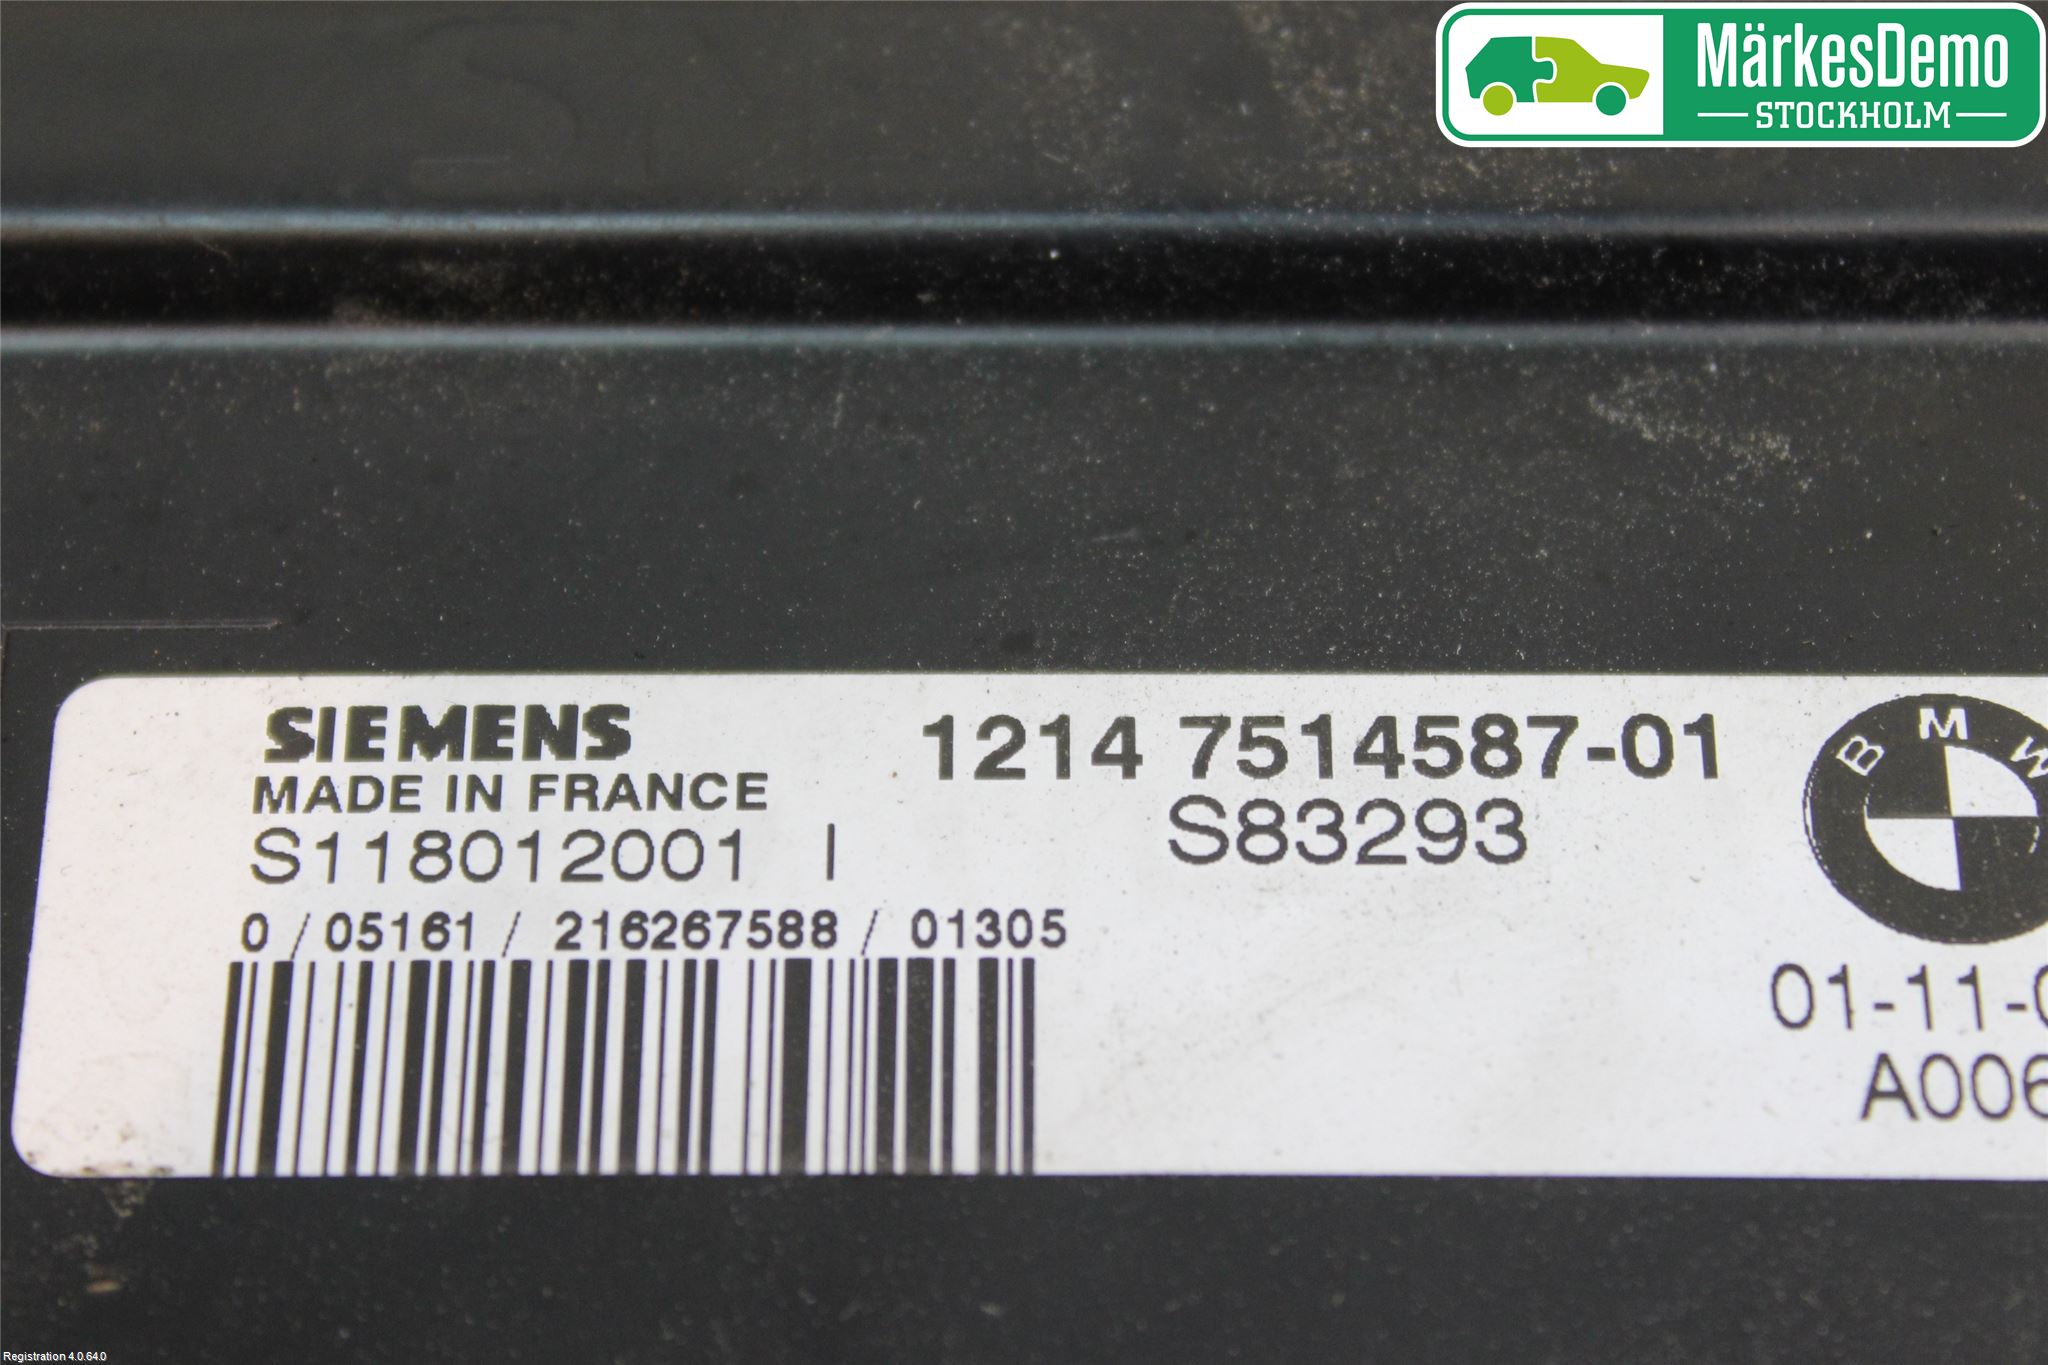 MärkesDemo
STOCKHOLM
SIEMENS
MADE IN FRANCE
S118012001 I
1214 7514587-01
S83293
BMW
0 / 05161 / 216267588 / 01305
01-11-0
A006
Registration 4.0.64.0